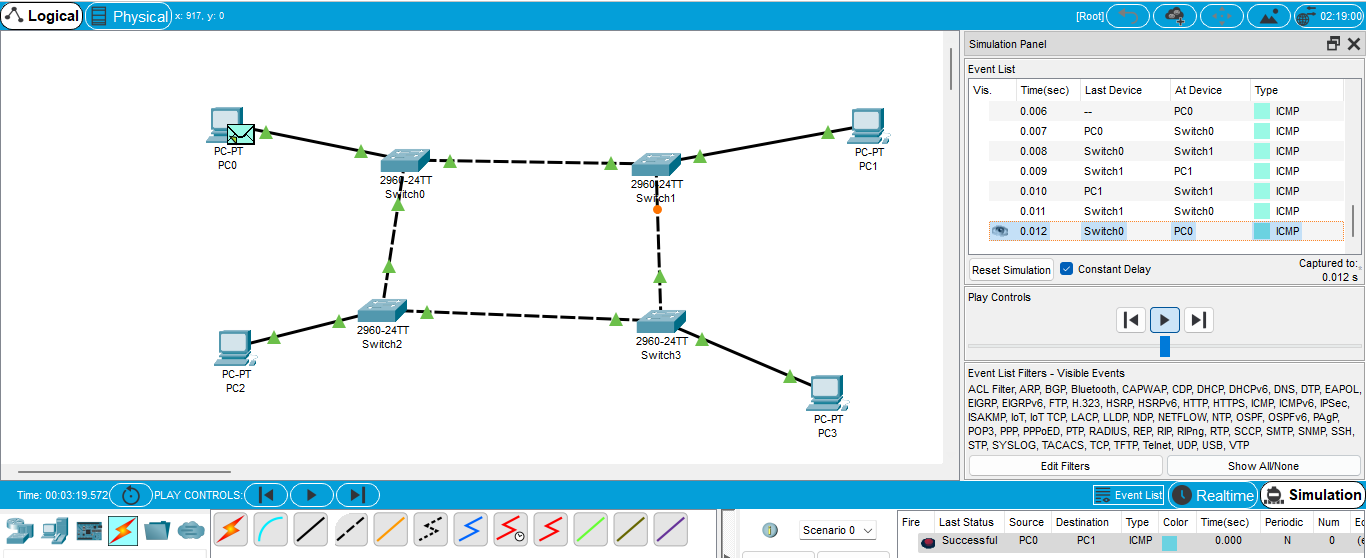 Logical
Physical
x: 917, y: 0
[Root]
02:19:00
Simulation Panel
Event List
Vis. Time(sec) Last Device At Device Type
0.006 -- PC0 ICMP
0.007 PC0 Switch0 ICMP
0.008 Switch0 Switch1 ICMP
0.009 Switch1 PC1 ICMP
0.010 PC1 Switch1 ICMP
0.011 Switch1 Switch0 ICMP
0.012 Switch0 PC0 ICMP
Reset Simulation
Constant Delay
Captured to:
0.012 s
Play Controls
Event List Filters - Visible Events
ACL Filter, ARP, BGP, Bluetooth, CAPWAP, CDP, DHCP, DHCPv6, DNS, DTP, EAPOL,
EIGRP, EIGRPv6, FTP, H.323, HSRP, HSRPv6, HTTP, HTTPS, ICMP, ICMPv6, IPSec,
ISAKMP, IoT, IoT TCP, LACP, LLDP, NDP, NETFLOW, NTP, OSPF, OSPFv6, PAgP,
POP3, PPP, PPPoED, PTP, RADIUS, REP, RIP, RIPng, RTP, SCCP, SMTP, SNMP, SSH,
STP, SYSLOG, TACACS, TCP, TFTP, Telnet, UDP, USB, VTP
Edit Filters
Show All/None
PC-PT
PC0
2960-24TT
Switch0
2960-24TT
Switch1
PC-PT
PC1
2960-24TT
Switch2
PC-PT
PC2
2960-24TT
Switch3
PC-PT
PC3
Time: 00:03:19.572
PLAY CONTROLS:
Event List
Realtime
Simulation
Scenario 0
Fire Last Status Source Destination Type Color Time(sec) Periodic Num
Successful PC0 PC1 ICMP 0.000 N 0